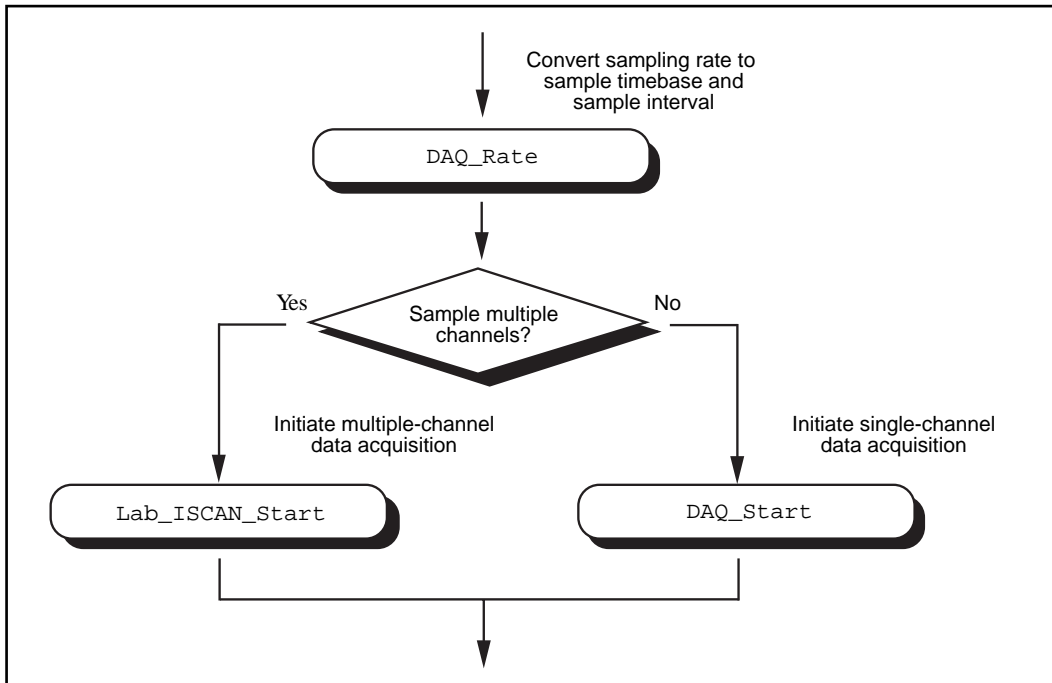 Convert sampling rate to
sample timebase and
sample interval
DAQ_Rate
Yes
Sample multiple
channels?
No
Initiate multiple-channel
data acquisition
Initiate single-channel
data acquisition
Lab_ISCAN_Start
DAQ_Start